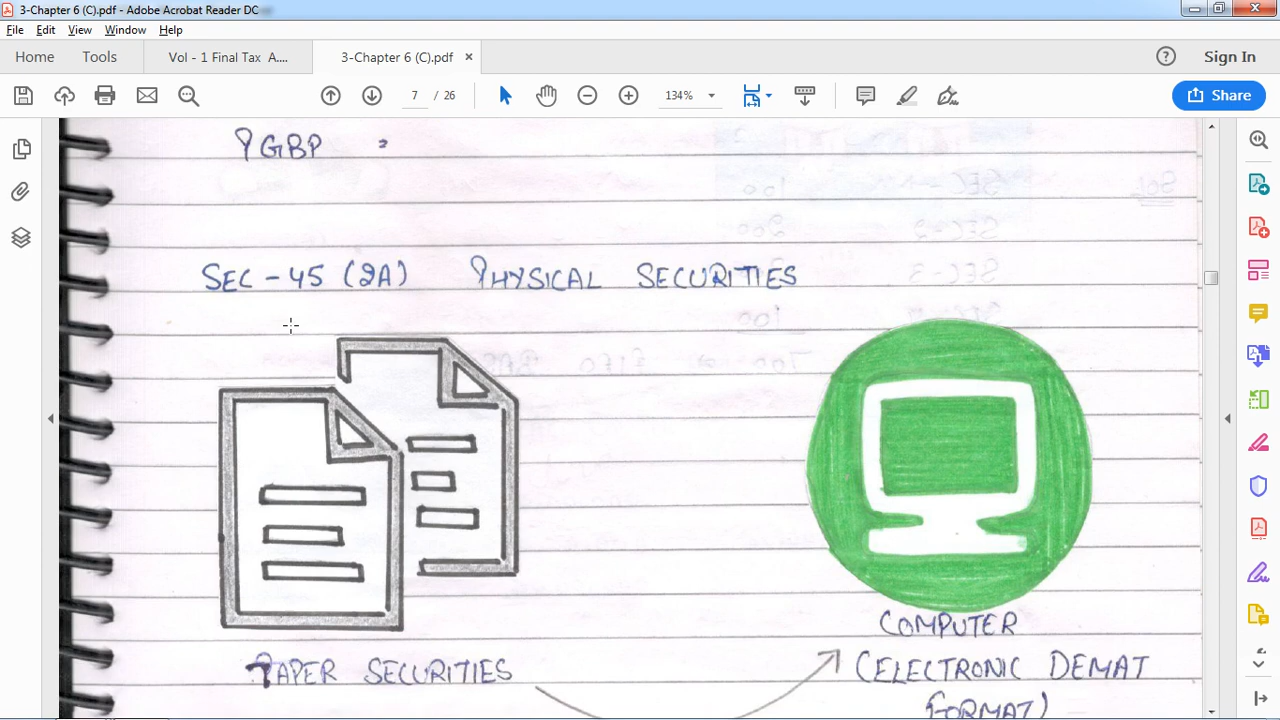 3-Chapter 6 (C).pdf - Adobe Acrobat Reader DC
File Edit View Window Help
Home Tools Vol - 1 Final Tax A.... 3-Chapter 6 (C).pdf × Sign In
7 / 26 134% Share
PGBP =
SEC - 45 (2A) PHYSICAL SECURITIES
COMPUTER
PAPER SECURITIES (ELECTRONIC DEMAT
FORMAT)